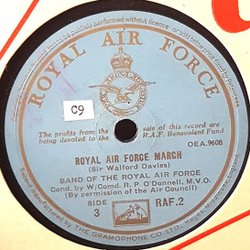 ROYAL AIR FORCE
C9
The profits from the sale of this record are
being devoted to the R.A.F. Benevolent Fund
OEA.9608
ROYAL AIR FORCE MARCH
(Sir Walford Davies)
BAND OF THE ROYAL AIR FORCE
Cond. by W/Comd. R. P. O'Donnell, M.V.O.
(By permission of the Air Council)
SIDE
3
RAF.2
THE GRAMOPHONE CO. LTD.